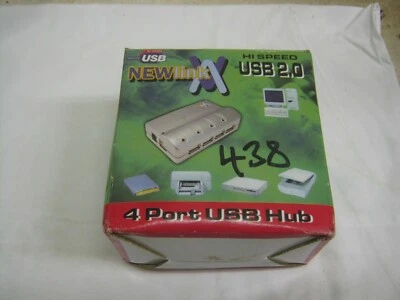 USB
NEWlink
HI SPEED
USB 2.0
438
4 Port USB Hub